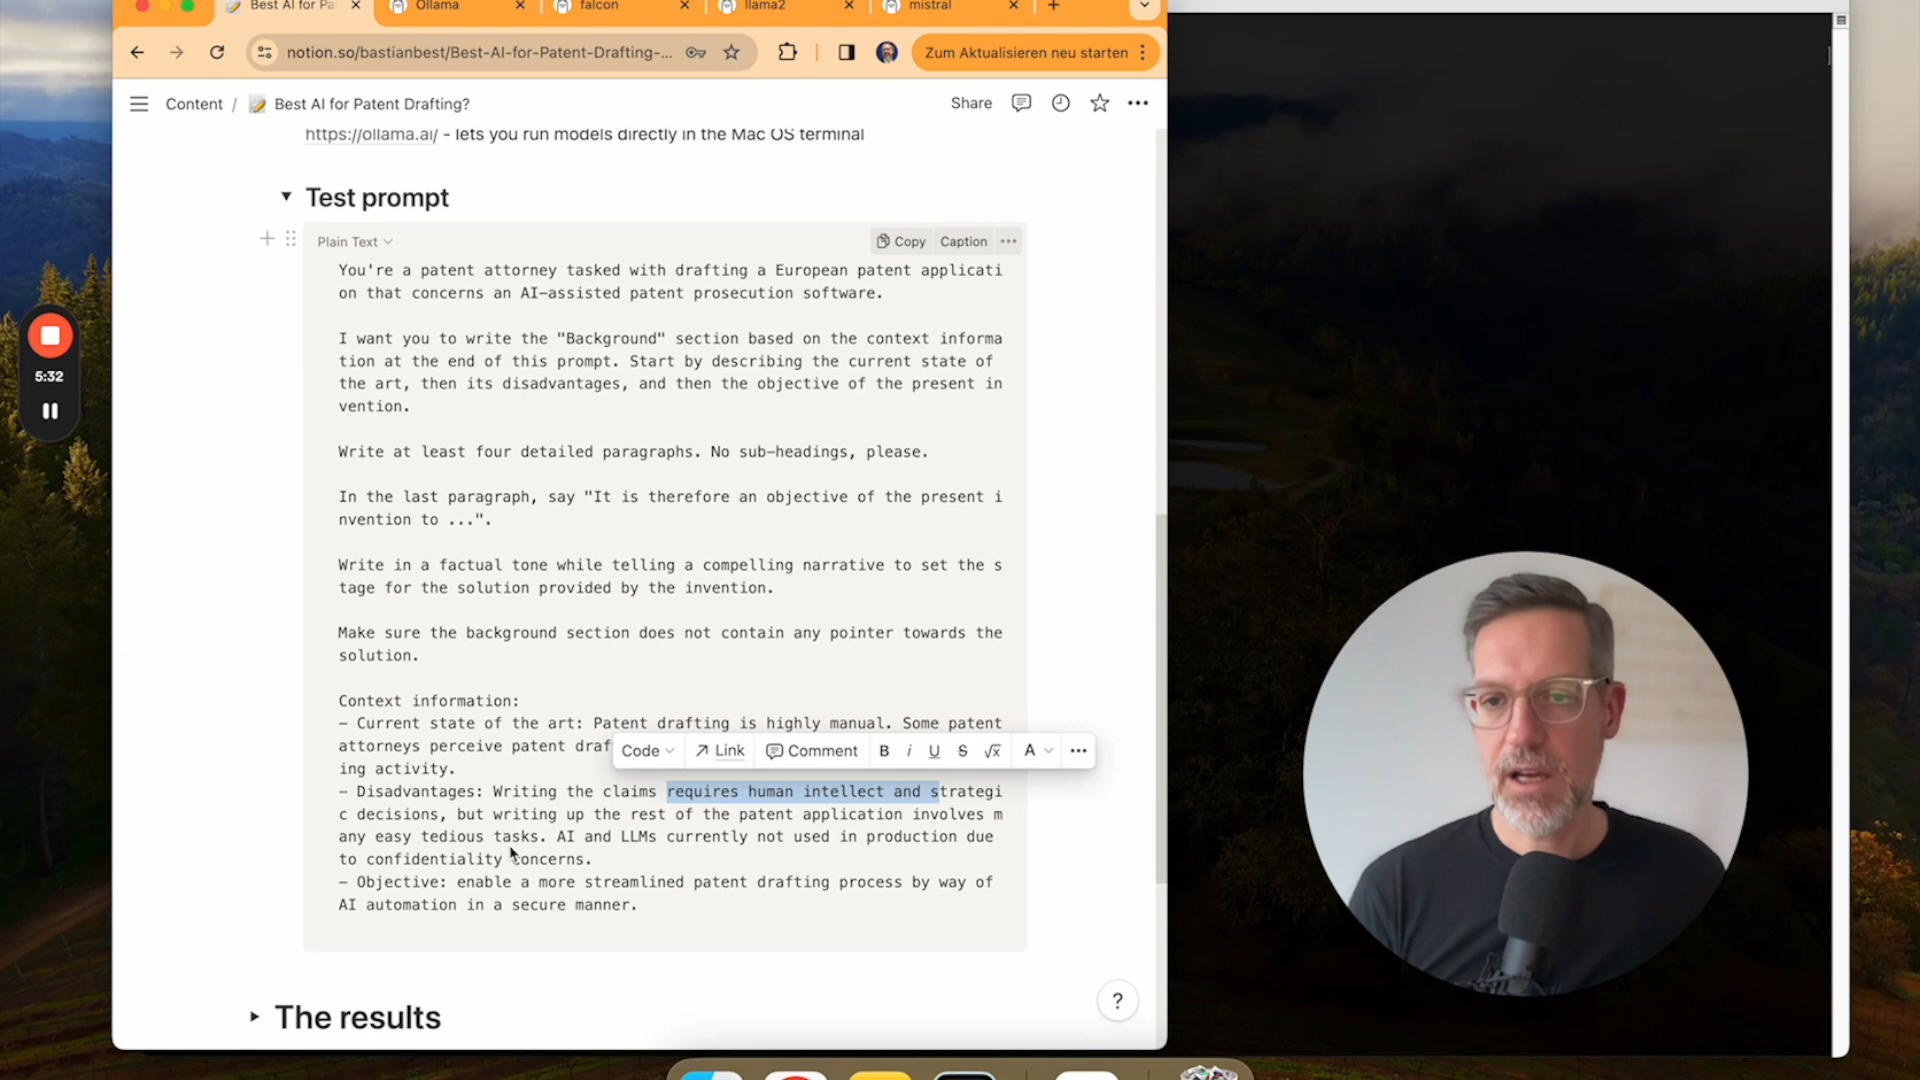 Best AI for Pa
Ollama
falcon
llama2
mistral
notion.so/bastianbest/Best-AI-for-Patent-Drafting-...
Zum Aktualisieren neu starten
Content / Best AI for Patent Drafting?
Share
https://ollama.ai/ - lets you run models directly in the Mac OS terminal
Test prompt
Plain Text
Copy
Caption
You're a patent attorney tasked with drafting a European patent applicati
on that concerns an AI-assisted patent prosecution software.
I want you to write the "Background" section based on the context informa
tion at the end of this prompt. Start by describing the current state of
the art, then its disadvantages, and then the objective of the present in
vention.
Write at least four detailed paragraphs. No sub-headings, please.
In the last paragraph, say "It is therefore an objective of the present i
nvention to ...".
Write in a factual tone while telling a compelling narrative to set the s
tage for the solution provided by the invention.
Make sure the background section does not contain any pointer towards the
solution.
Context information:
- Current state of the art: Patent drafting is highly manual. Some patent
attorneys perceive patent draf
Code
Link
Comment
B i U S √x A
ing activity.
- Disadvantages: Writing the claims requires human intellect and strategi
c decisions, but writing up the rest of the patent application involves m
any easy tedious tasks. AI and LLMs currently not used in production due
to confidentiality concerns.
- Objective: enable a more streamlined patent drafting process by way of
AI automation in a secure manner.
The results
?
5:32